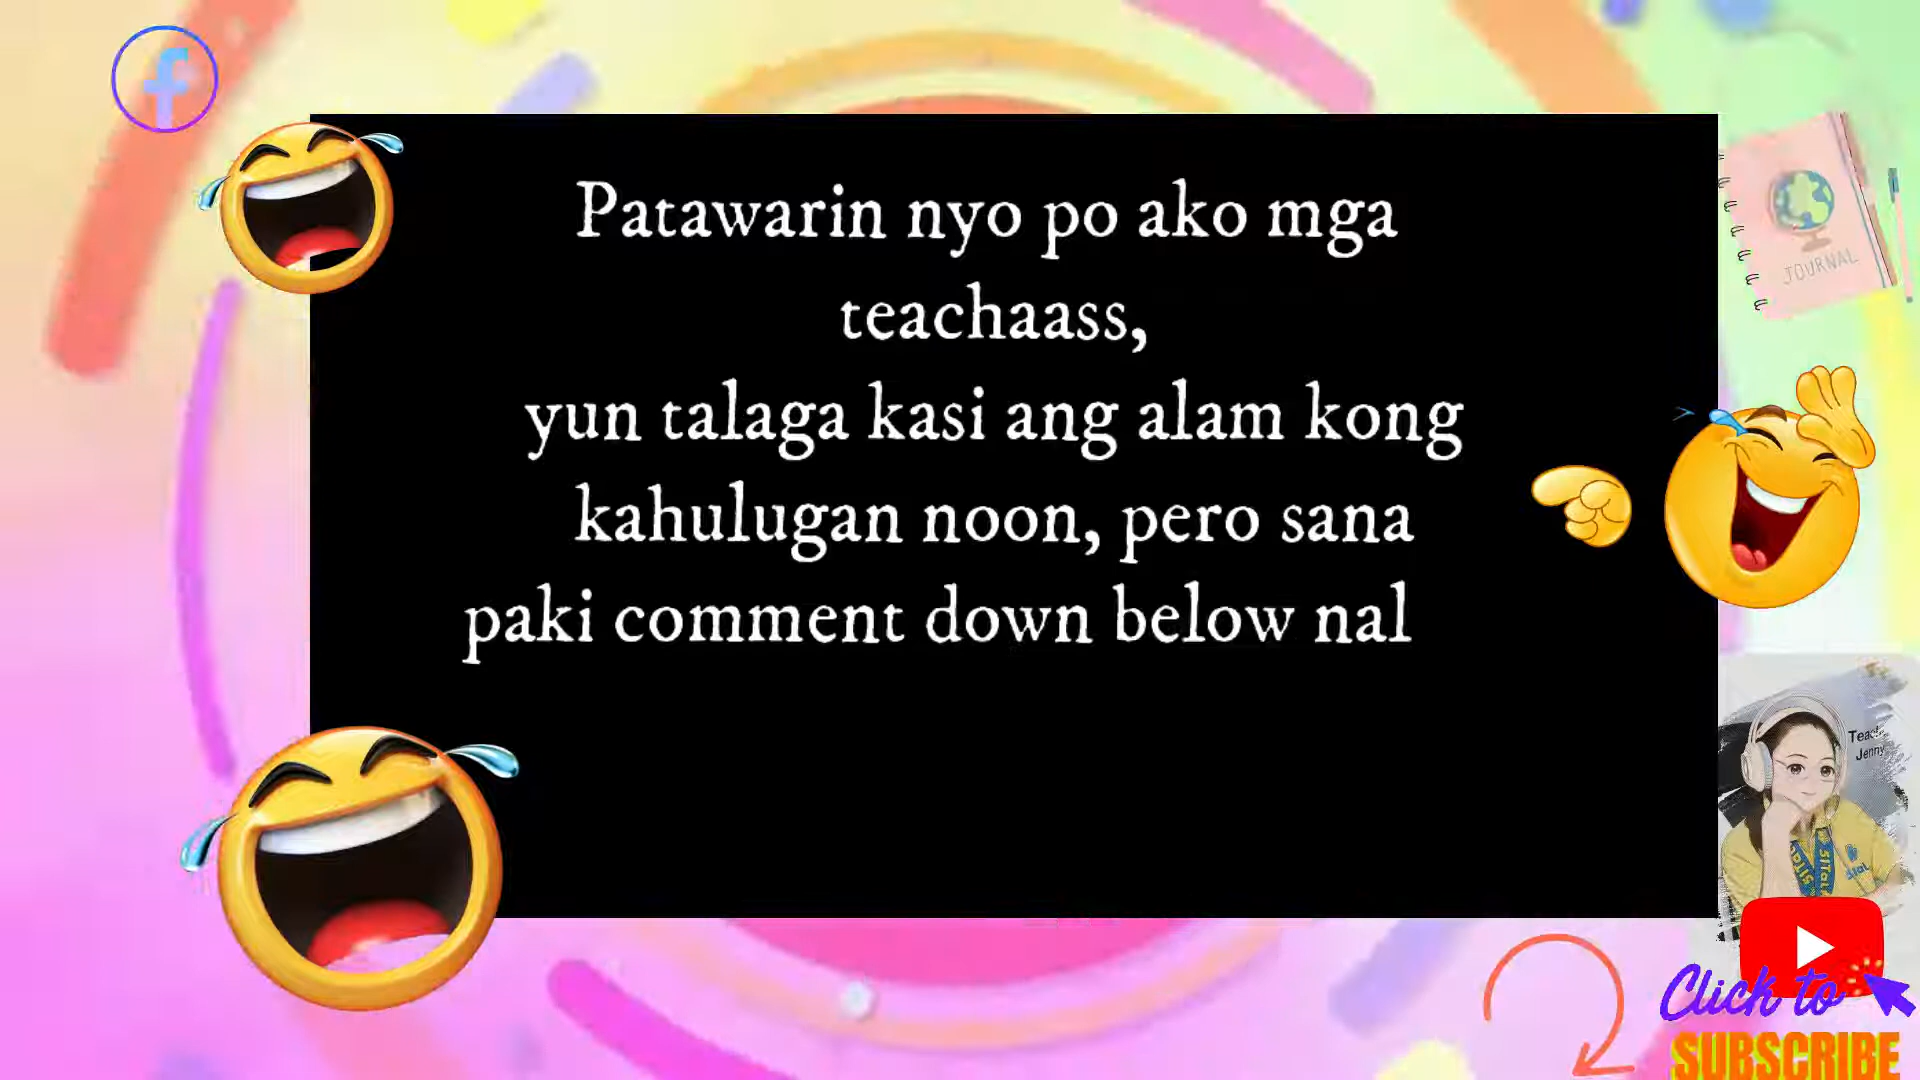 Patawarin nyo po ako mga
teachaass,
yun talaga kasi ang alam kong
kahulugan noon, pero sana
paki comment down below nal
JOURNAL
Jenny
Click to
SUBSCRIBE